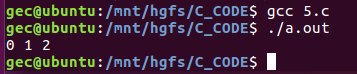 gec@ubuntu:/mnt/hgfs/C_CODE$ gcc 5.c
gec@ubuntu:/mnt/hgfs/C_CODE$ ./a.out
0 1 2
gec@ubuntu:/mnt/hgfs/C_CODE$